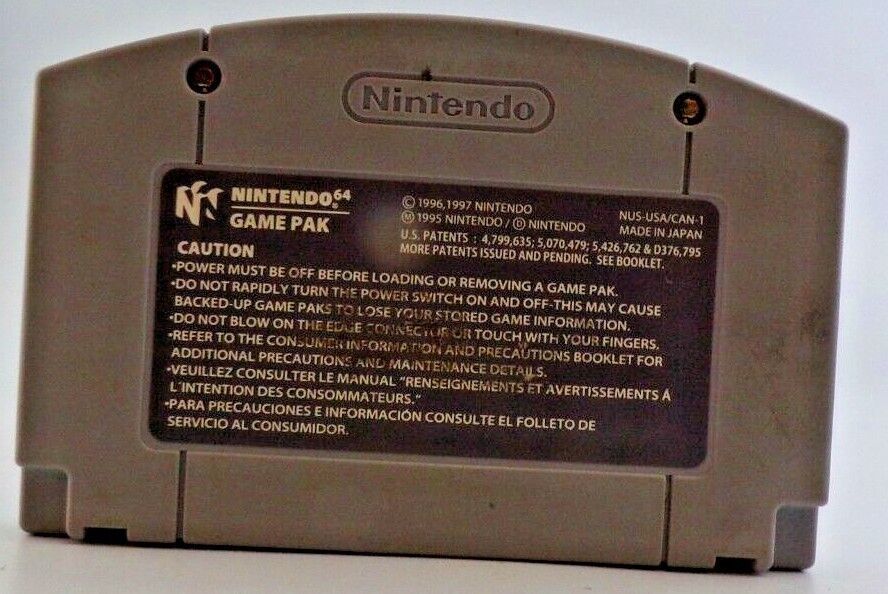 Nintendo
NINTENDO64
GAME PAK
© 1996,1997 NINTENDO
Ⓜ 1995 NINTENDO / Ⓓ NINTENDO
NUS-USA/CAN-1
MADE IN JAPAN
U.S. PATENTS : 4,799,635; 5,070,479; 5,426,762 & D376,795
MORE PATENTS ISSUED AND PENDING. SEE BOOKLET.
CAUTION
•POWER MUST BE OFF BEFORE LOADING OR REMOVING A GAME PAK.
•DO NOT RAPIDLY TURN THE POWER SWITCH ON AND OFF-THIS MAY CAUSE
BACKED-UP GAME PAKS TO LOSE YOUR STORED GAME INFORMATION.
•DO NOT BLOW ON THE EDGE CONNECTOR OR TOUCH WITH YOUR FINGERS.
•REFER TO THE CONSUMER INFORMATION AND PRECAUTIONS BOOKLET FOR
ADDITIONAL PRECAUTIONS AND MAINTENANCE DETAILS.
•VEUILLEZ CONSULTER LE MANUAL "RENSEIGNEMENTS ET AVERTISSEMENTS À
L'INTENTION DES CONSOMMATEURS."
•PARA PRECAUCIONES E INFORMACIÓN CONSULTE EL FOLLETO DE
SERVICIO AL CONSUMIDOR.